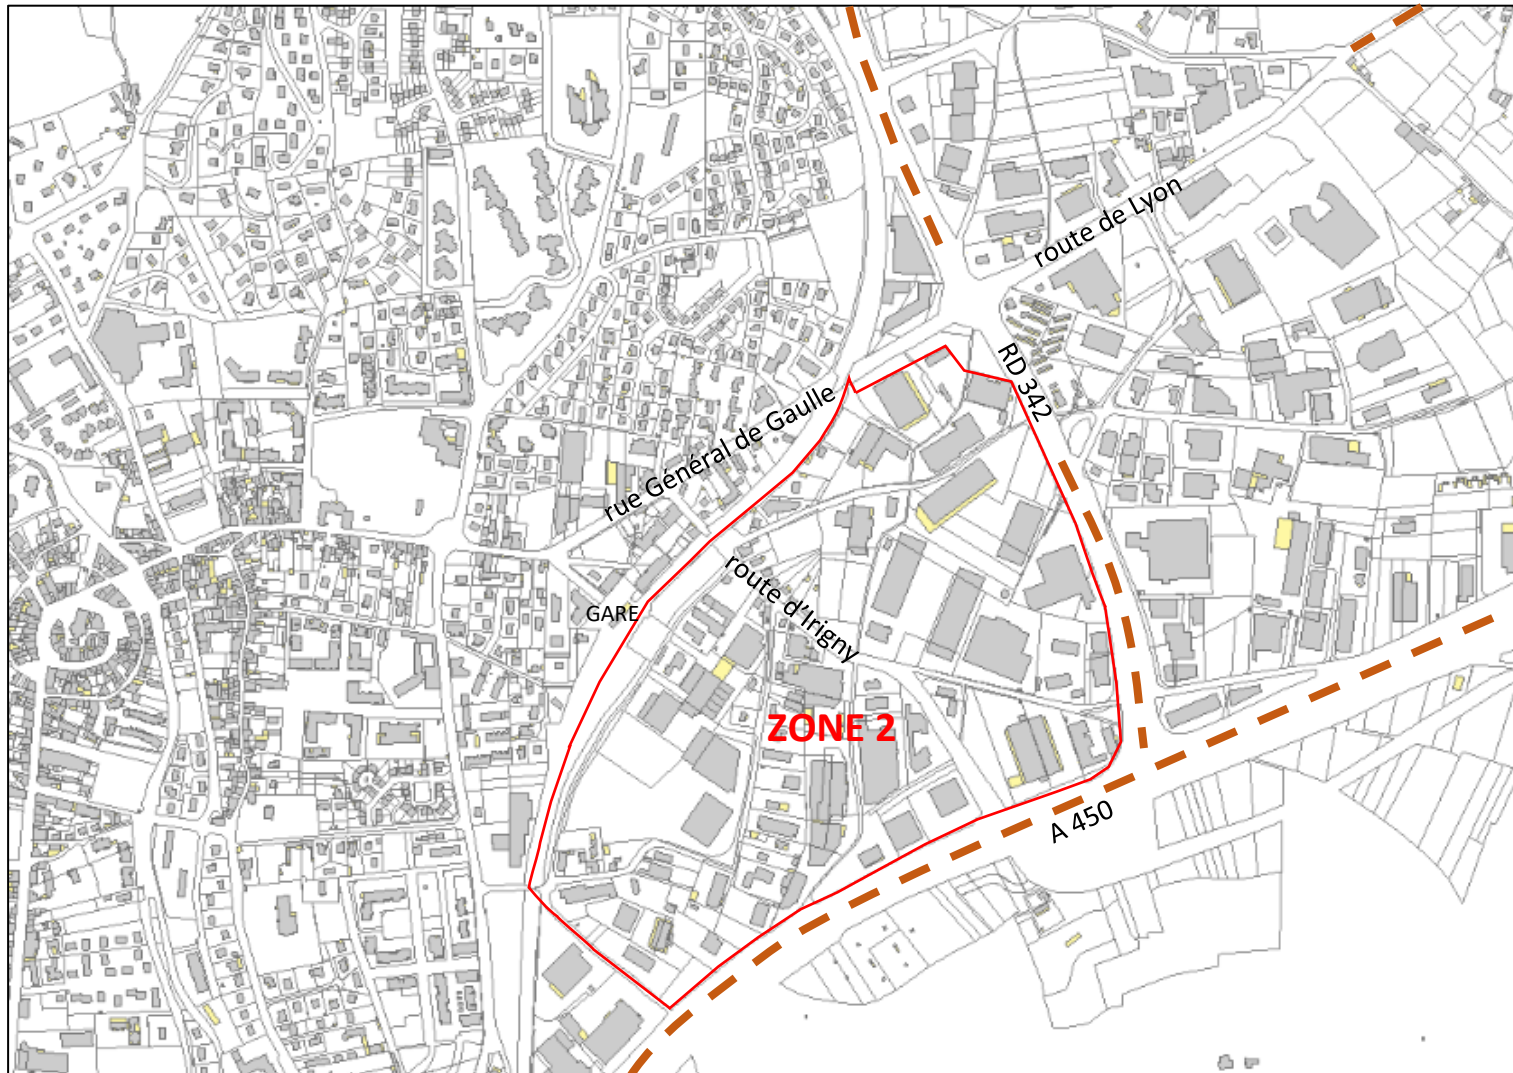 route de Lyon
RD 342
rue Général de Gaulle
route d'Irigny
GARE
ZONE 2
A 450